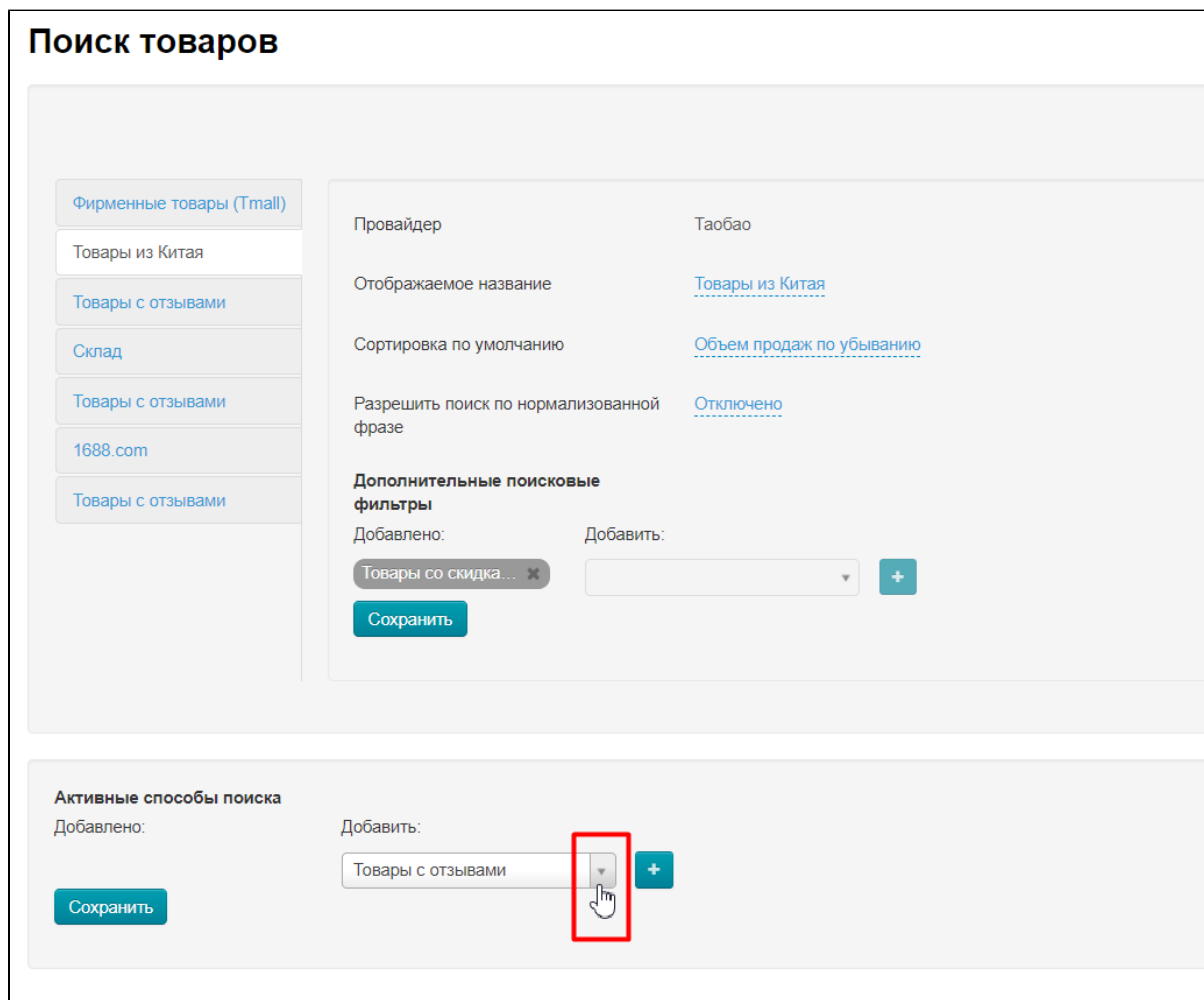 Поиск товаров
Фирменные товары (Tmall)
Товары из Китая
Товары с отзывами
Склад
Товары с отзывами
1688.com
Товары с отзывами
Провайдер Таобао
Отображаемое название Товары из Китая
Сортировка по умолчанию Объем продаж по убыванию
Разрешить поиск по нормализованной Отключено
фразе
Дополнительные поисковые
фильтры
Добавлено: Добавить:
Товары со скидка...
Сохранить
Активные способы поиска
Добавлено: Добавить:
Товары с отзывами
Сохранить